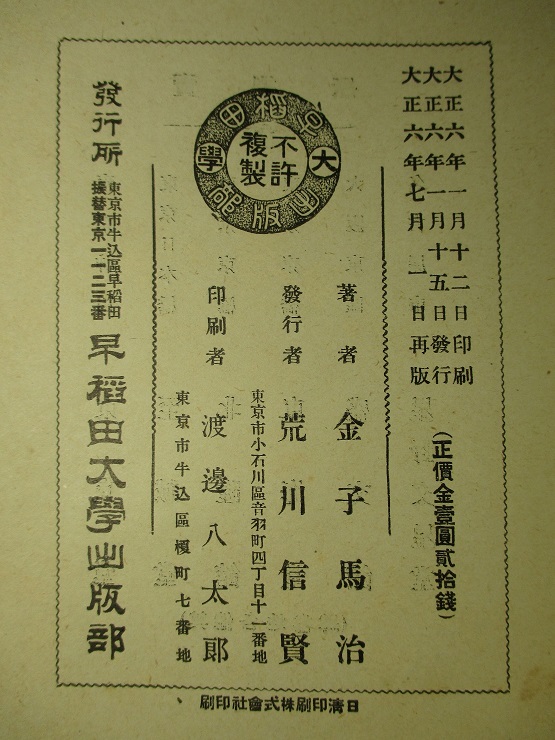 大正六年一月十二日印刷
大正六年一月十五日發行
大正六年七月一日再版
(正價金壹圓貳拾錢)
早稻田大學出版部
不許複製
著者 金子馬治
發行者 荒川信賢
東京市小石川區音羽町四丁目十一番地
印刷者 渡邊八太郎
東京市牛込區榎町七番地
發行所
東京市牛込區早稻田
振替東京一一二三番
早稻田大學出版部
日淸印刷株式會社印刷